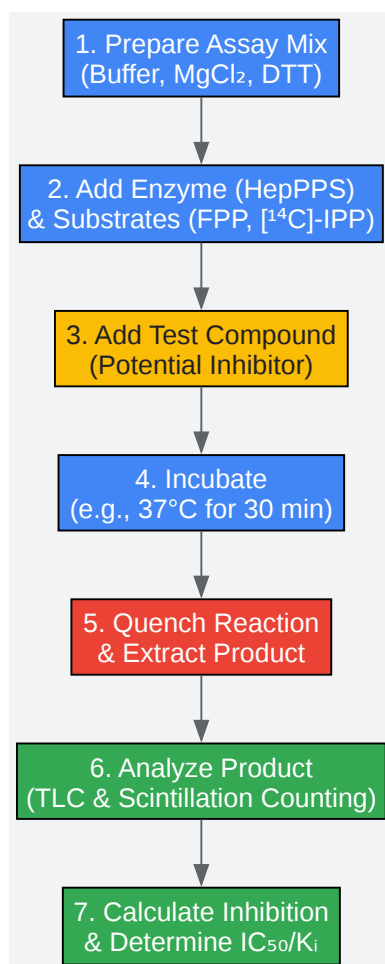 1. Prepare Assay Mix
(Buffer, MgCl₂, DTT)
2. Add Enzyme (HepPPS)
& Substrates (FPP, [¹⁴C]-IPP)
3. Add Test Compound
(Potential Inhibitor)
4. Incubate
(e.g., 37°C for 30 min)
5. Quench Reaction
& Extract Product
6. Analyze Product
(TLC & Scintillation Counting)
7. Calculate Inhibition
& Determine IC₅₀/Kᵢ